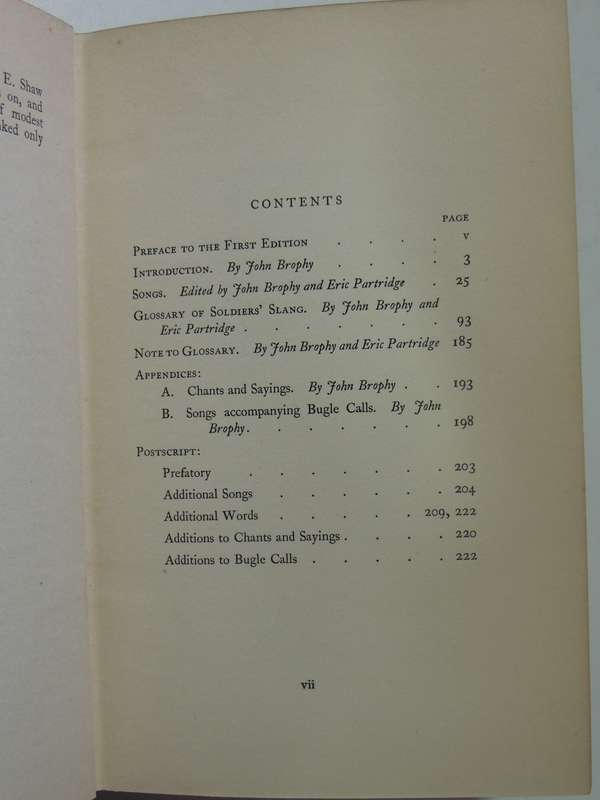 E. Shaw
on, and
of modest
ked only
CONTENTS
PAGE
PREFACE TO THE FIRST EDITION . . . . v
INTRODUCTION. By John Brophy . . . . 3
SONGS. Edited by John Brophy and Eric Partridge . 25
GLOSSARY OF SOLDIERS' SLANG. By John Brophy and
Eric Partridge . . . . . . . 93
NOTE TO GLOSSARY. By John Brophy and Eric Partridge 185
APPENDICES:
A. Chants and Sayings. By John Brophy . . 193
B. Songs accompanying Bugle Calls. By John
Brophy . . . . . . . 198
POSTSCRIPT:
Prefatory . . . . . . . 203
Additional Songs . . . . . . 204
Additional Words . . . . . 209, 222
Additions to Chants and Sayings . . . . 220
Additions to Bugle Calls . . . . . 222
vii